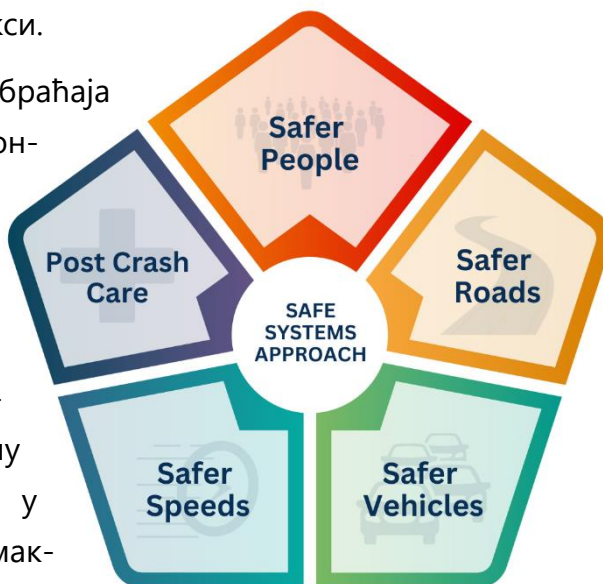 кси.
браћаја
он-
у
мак-
Safer
People
Post Crash
Care
Safer
Roads
SAFE
SYSTEMS
APPROACH
Safer
Speeds
Safer
Vehicles